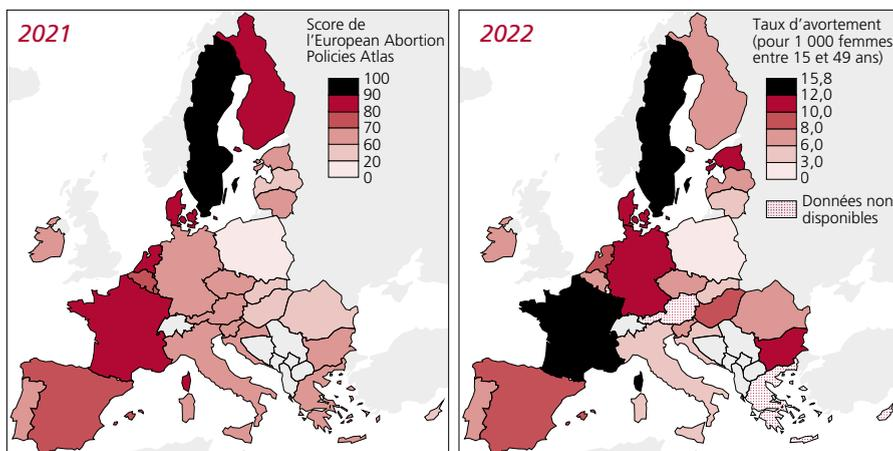 2021
Score de
l'European Abortion
Policies Atlas
100
90
80
70
60
20
0
2022
Taux d'avortement
(pour 1 000 femmes
entre 15 et 49 ans)
15,8
12,0
10,0
8,0
6,0
3,0
0
Données non
disponibles